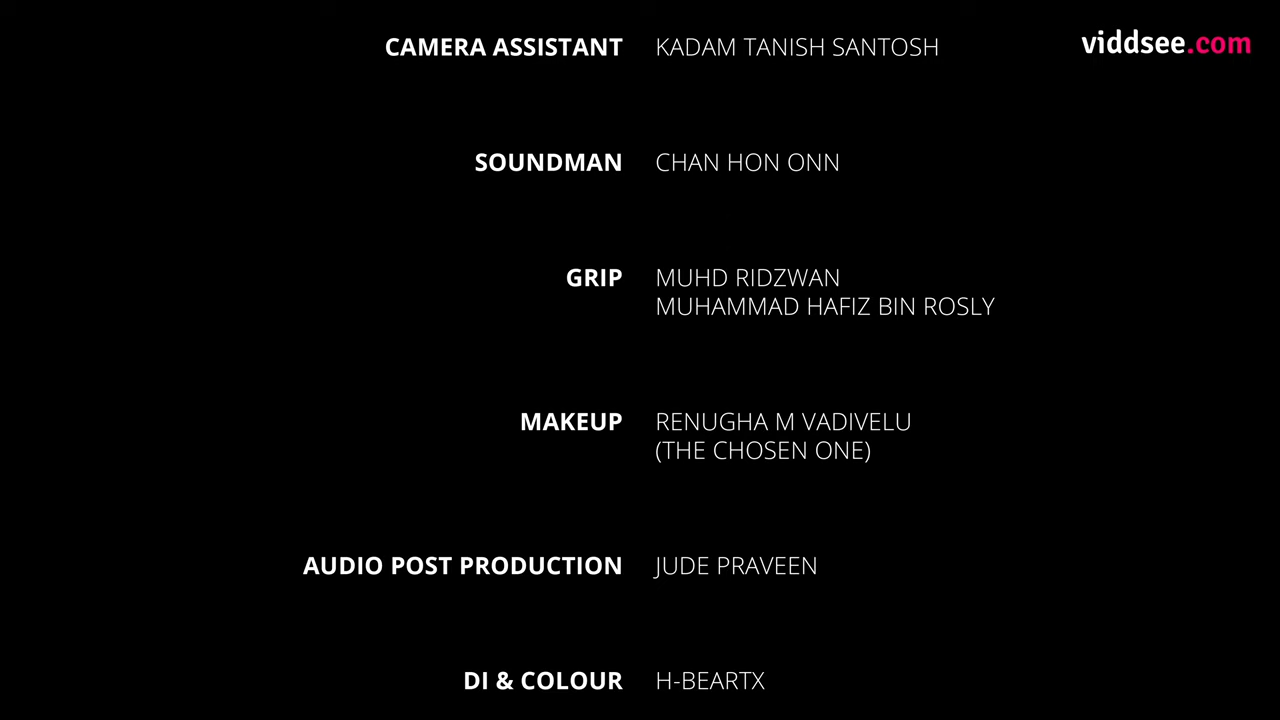 CAMERA ASSISTANT KADAM TANISH SANTOSH
viddsee.com
SOUNDMAN CHAN HON ONN
GRIP MUHD RIDZWAN
MUHAMMAD HAFIZ BIN ROSLY
MAKEUP RENUGHA M VADIVELU
(THE CHOSEN ONE)
AUDIO POST PRODUCTION JUDE PRAVEEN
DI & COLOUR H-BEARTX